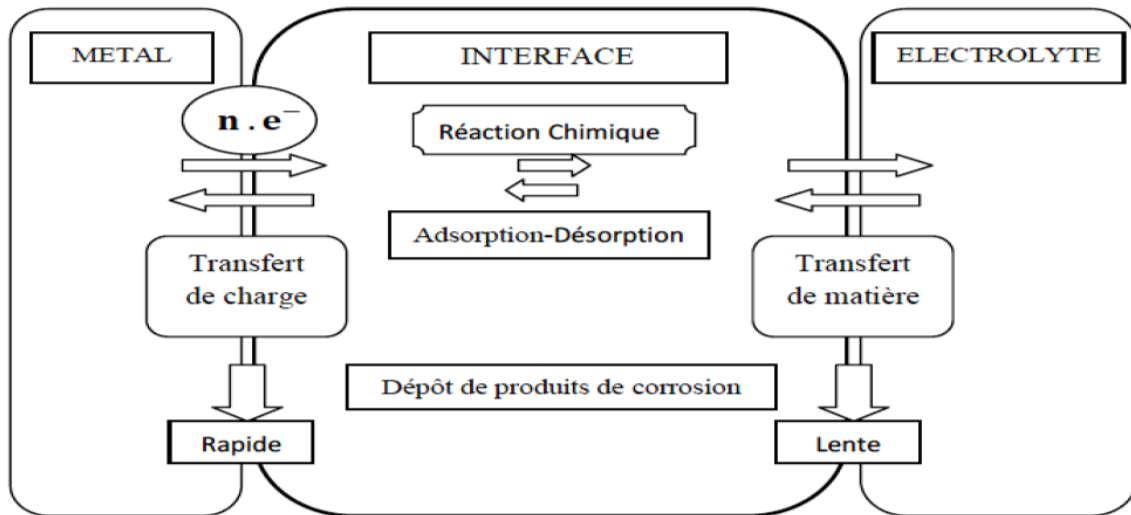 METAL
INTERFACE
ELECTROLYTE
n . e⁻
Réaction Chimique
Adsorption-Désorption
Transfert
de charge
Transfert
de matière
Dépôt de produits de corrosion
Rapide
Lente